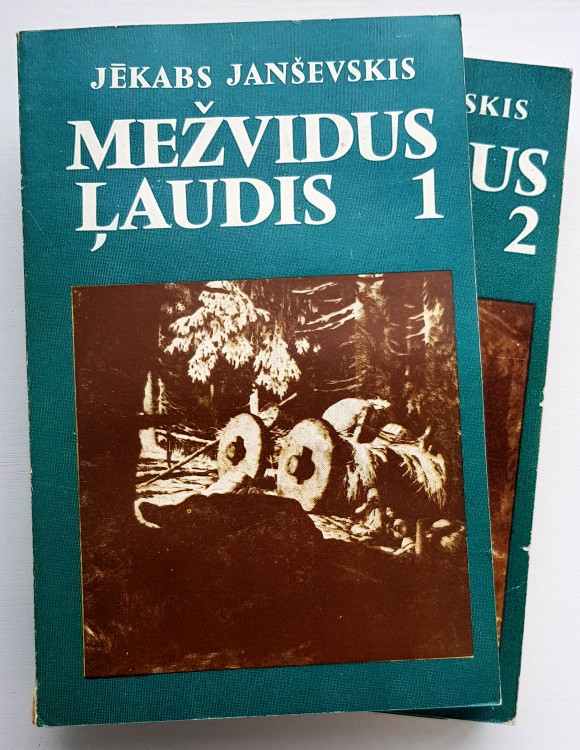 JĒKABS JANŠEVSKIS
MEŽVIDUS
ĻAUDIS 1
SKIS
US
2